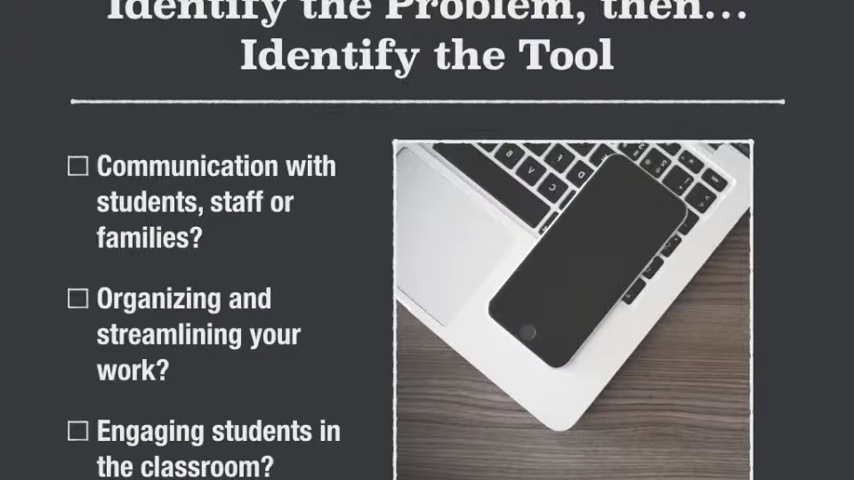 Identify the Problem, then...
Identify the Tool
Communication with
students, staff or
families?
Organizing and
streamlining your
work?
Engaging students in
the classroom?